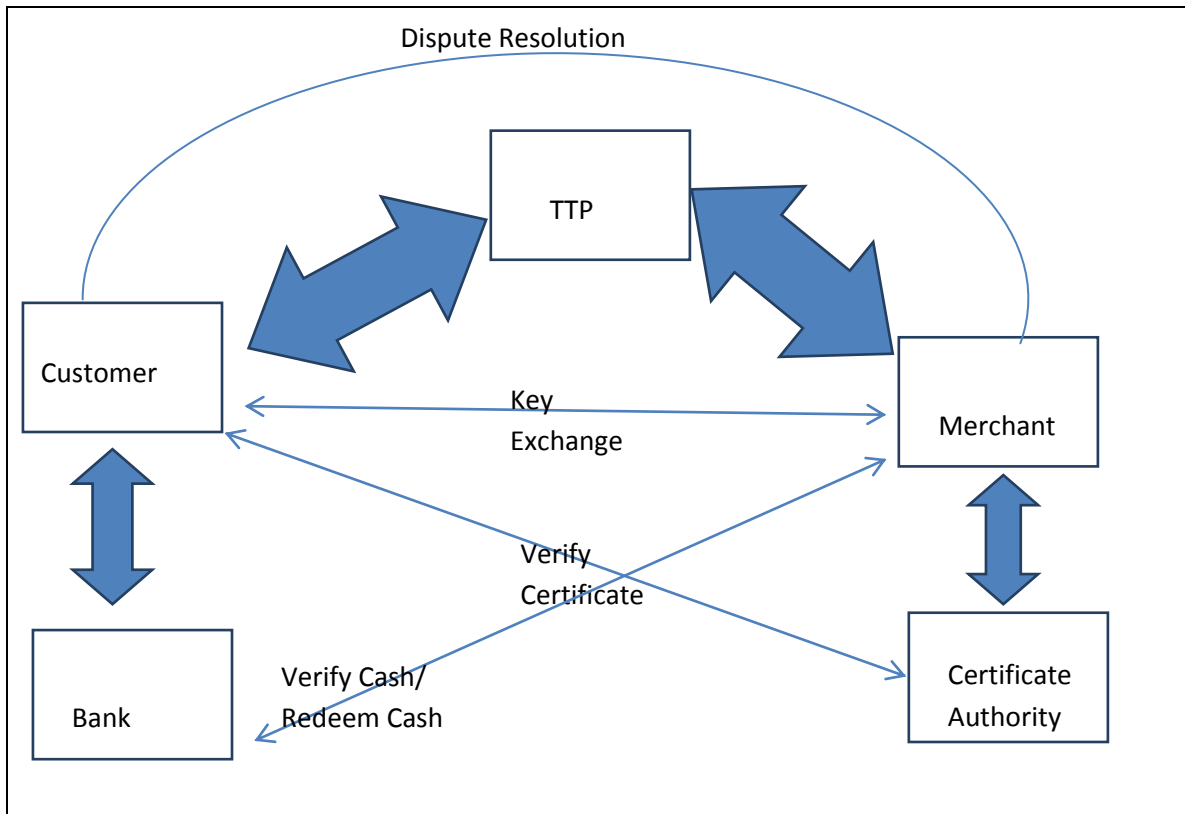 Dispute Resolution
TTP
Customer
Key
Exchange
Merchant
Verify
Certificate
Verify Cash/
Redeem Cash
Bank
Certificate
Authority